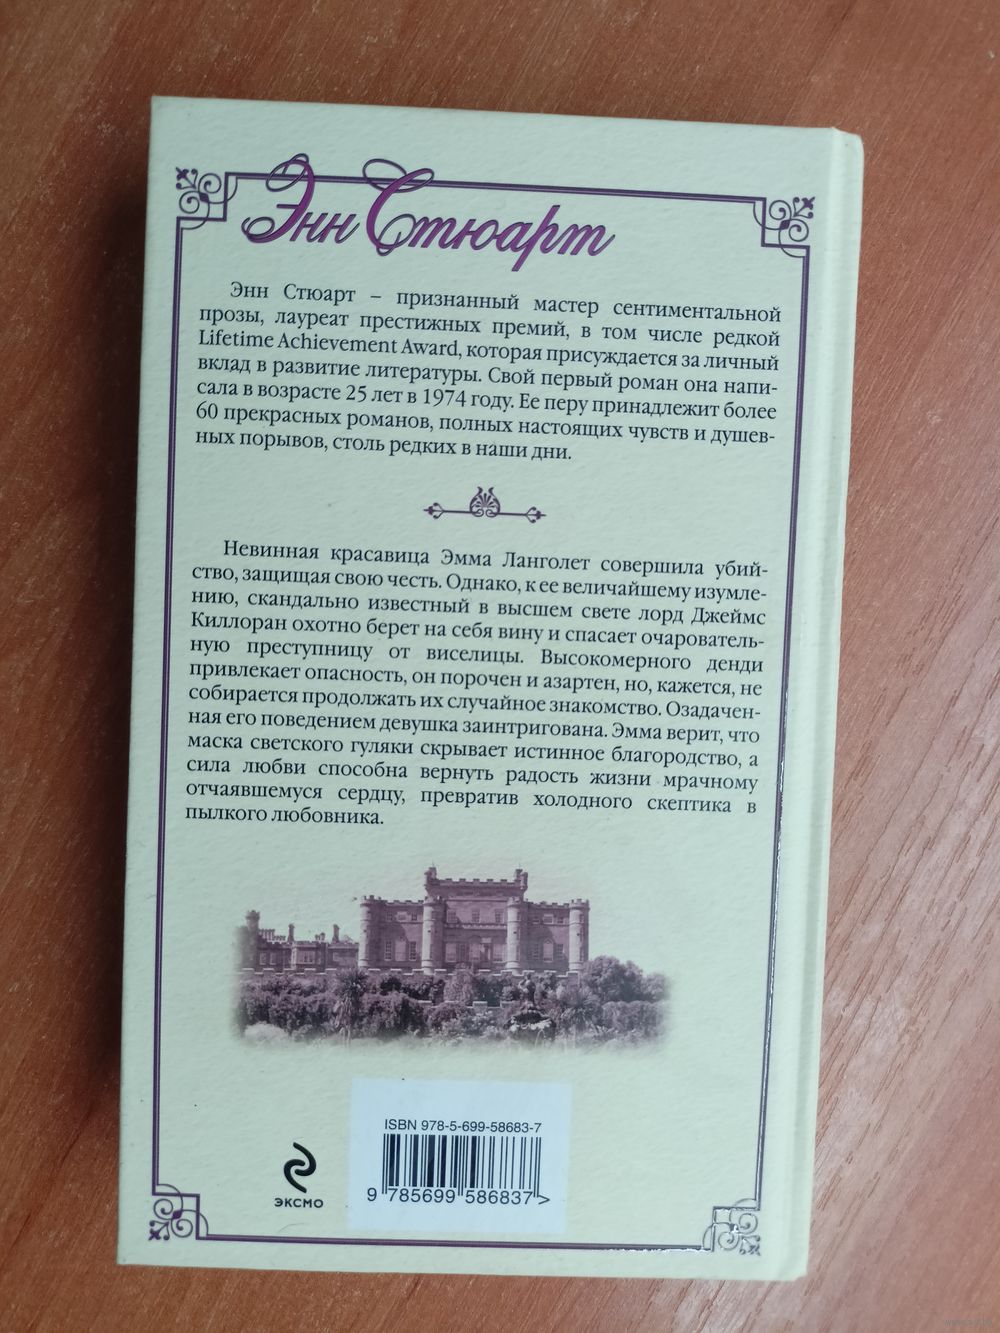 Энн Стюарт
Энн Стюарт – признанный мастер сентиментальной
прозы, лауреат престижных премий, в том числе редкой
Lifetime Achievement Award, которая присуждается за личный
вклад в развитие литературы. Свой первый роман она напи-
сала в возрасте 25 лет в 1974 году. Ее перу принадлежит более
60 прекрасных романов, полных настоящих чувств и душев-
ных порывов, столь редких в наши дни.
Невинная красавица Эмма Ланголет совершила убий-
ство, защищая свою честь. Однако, к ее величайшему изумле-
нию, скандально известный в высшем свете лорд Джеймс
Киллоран охотно берет на себя вину и спасает очарователь-
ную преступницу от виселицы. Высокомерного денди
привлекает опасность, он порочен и азартен, но, кажется, не
собирается продолжать их случайное знакомство. Озадачен-
ная его поведением девушка заинтригована. Эмма верит, что
маска светского гуляки скрывает истинное благородство, а
сила любви способна вернуть радость жизни мрачному
отчаявшемуся сердцу, превратив холодного скептика в
пылкого любовника.
ISBN 978-5-699-58683-7
9 785699 586837 >
ЭКСМО